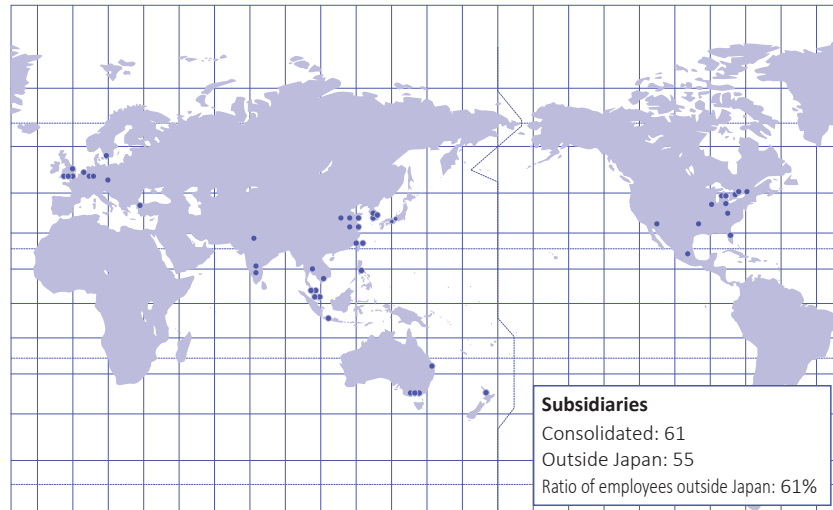 Subsidiaries
Consolidated: 61
Outside Japan: 55
Ratio of employees outside Japan: 61%